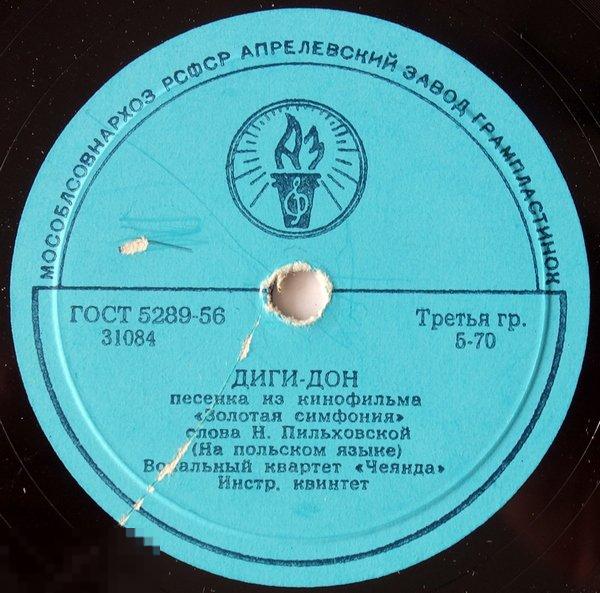 МОСОБЛСОВНАРХОЗ РСФСР АПРЕЛЕВСКИЙ ЗАВОД ГРАМПЛАСТИНОК
АЗ
ГОСТ 5289-56
31084
Третья гр.
5-70
ДИГИ-ДОН
песенка из кинофильма
«Золотая симфония»
слова Н. Пильховской
(На польском языке)
Вокальный квартет «Чеянда»
Инстр. квинтет